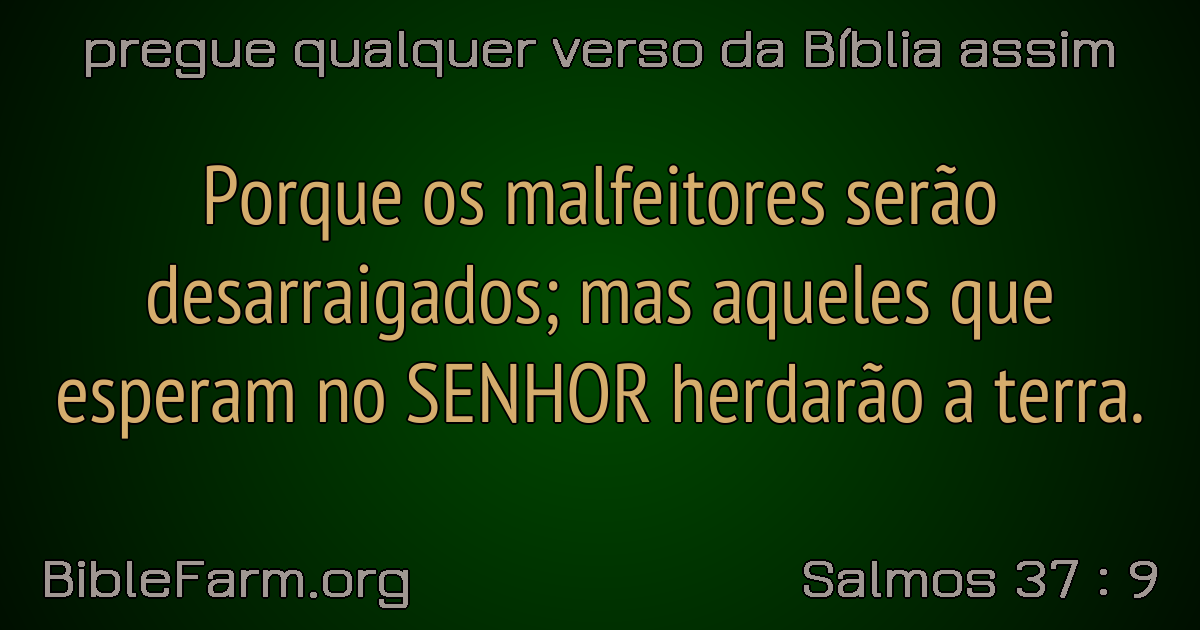 pregue qualquer verso da Bíblia assim
Porque os malfeitores serão
desarraigados; mas aqueles que
esperam no SENHOR herdarão a terra.
BibleFarm.org
Salmos 37 : 9